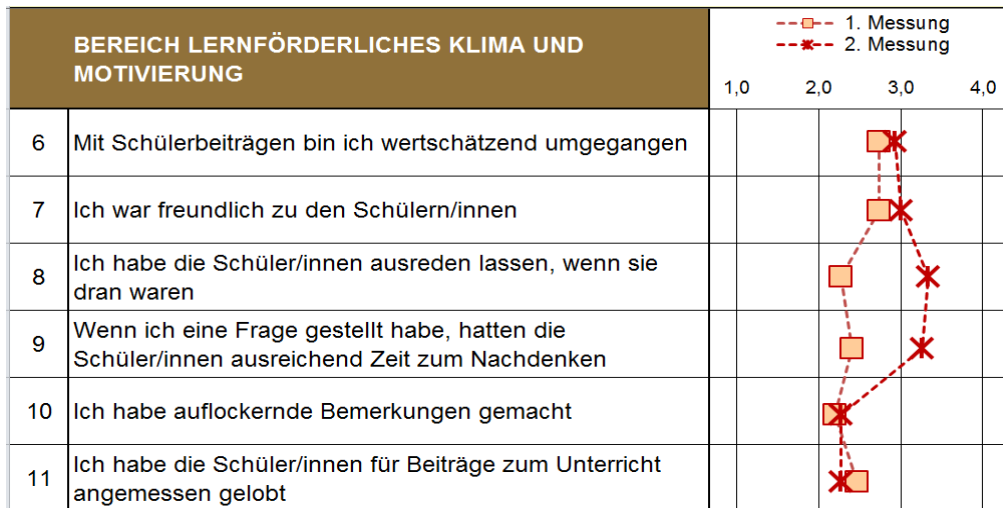 BEREICH LERNFÖRDERLICHES KLIMA UND
MOTIVIERUNG
1. Messung
2. Messung
1,0 2,0 3,0 4,0
6 Mit Schülerbeiträgen bin ich wertschätzend umgegangen
7 Ich war freundlich zu den Schülern/innen
8 Ich habe die Schüler/innen ausreden lassen, wenn sie
dran waren
9 Wenn ich eine Frage gestellt habe, hatten die
Schüler/innen ausreichend Zeit zum Nachdenken
10 Ich habe auflockernde Bemerkungen gemacht
11 Ich habe die Schüler/innen für Beiträge zum Unterricht
angemessen gelobt